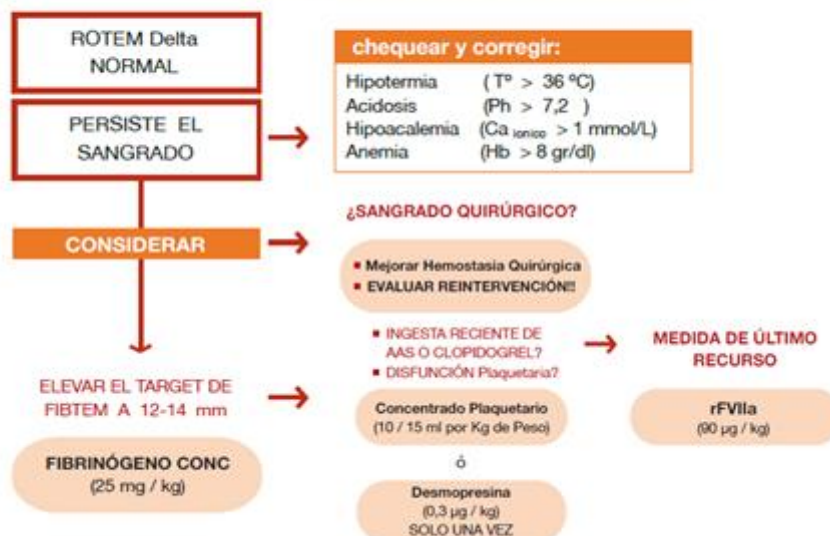 ROTEM Delta
NORMAL
PERSISTE EL
SANGRADO
chequear y corregir:
Hipotermia ( Tº > 36 ºC)
Acidosis (Ph > 7,2 )
Hipoacalemia (Ca ionico > 1 mmol/L)
Anemia (Hb > 8 gr/dl)
CONSIDERAR
¿SANGRADO QUIRÚRGICO?
▪ Mejorar Hemostasia Quirúrgica
▪ EVALUAR REINTERVENCIÓN!!
ELEVAR EL TARGET DE
FIBTEM A 12-14 mm
FIBRINÓGENO CONC
(25 mg / kg)
▪ INGESTA RECIENTE DE
AAS O CLOPIDOGREL?
▪ DISFUNCIÓN Plaquetaria?
Concentrado Plaquetario
(10 / 15 ml por Kg de Peso)
ó
Desmopresina
(0,3 µg / kg)
SOLO UNA VEZ
MEDIDA DE ÚLTIMO
RECURSO
rFVIIa
(90 µg / kg)